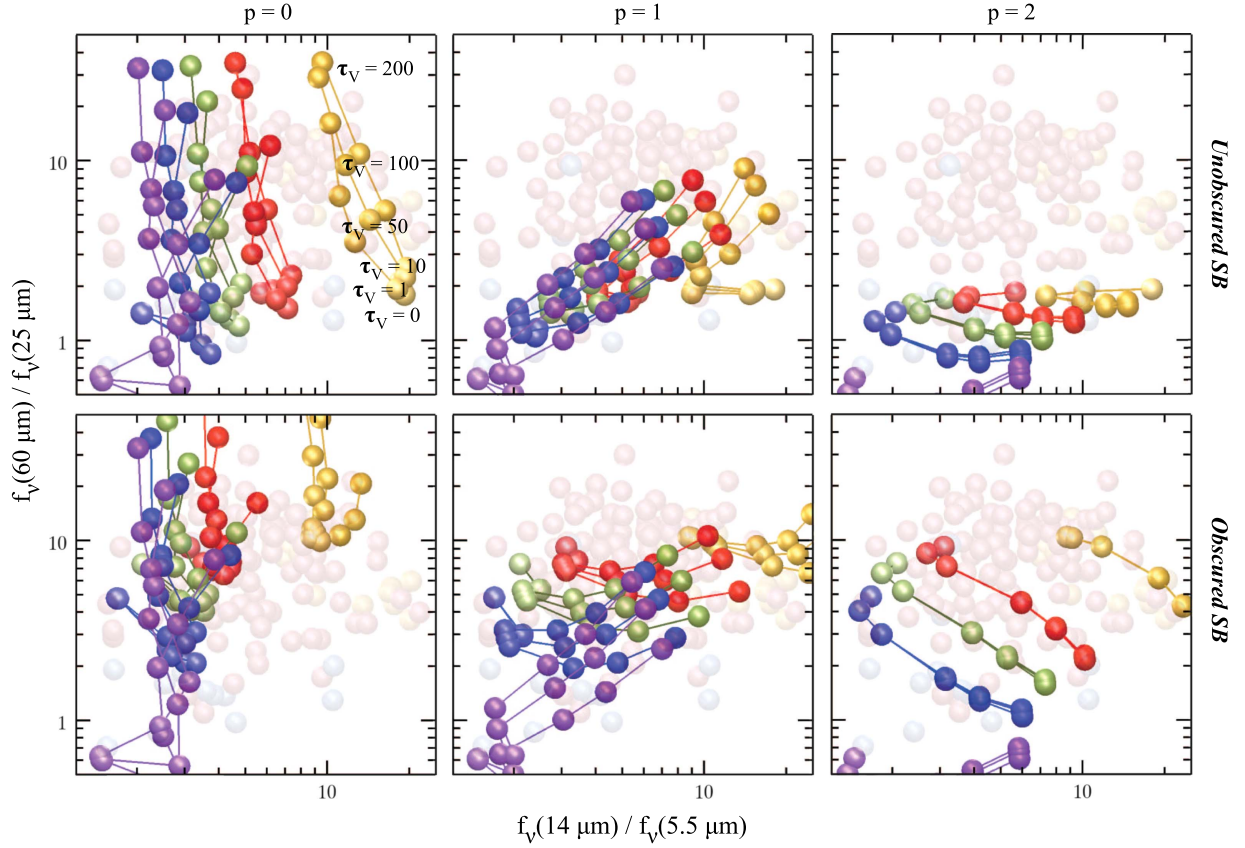 p = 0
p = 1
p = 2
10
1
τV = 200
τV = 100
τV = 50
τV = 10
τV = 1
τV = 0
Unobscured SB
10
1
Obscured SB
10
10
10
fν(60 μm) / fν(25 μm)
fν(14 μm) / fν(5.5 μm)